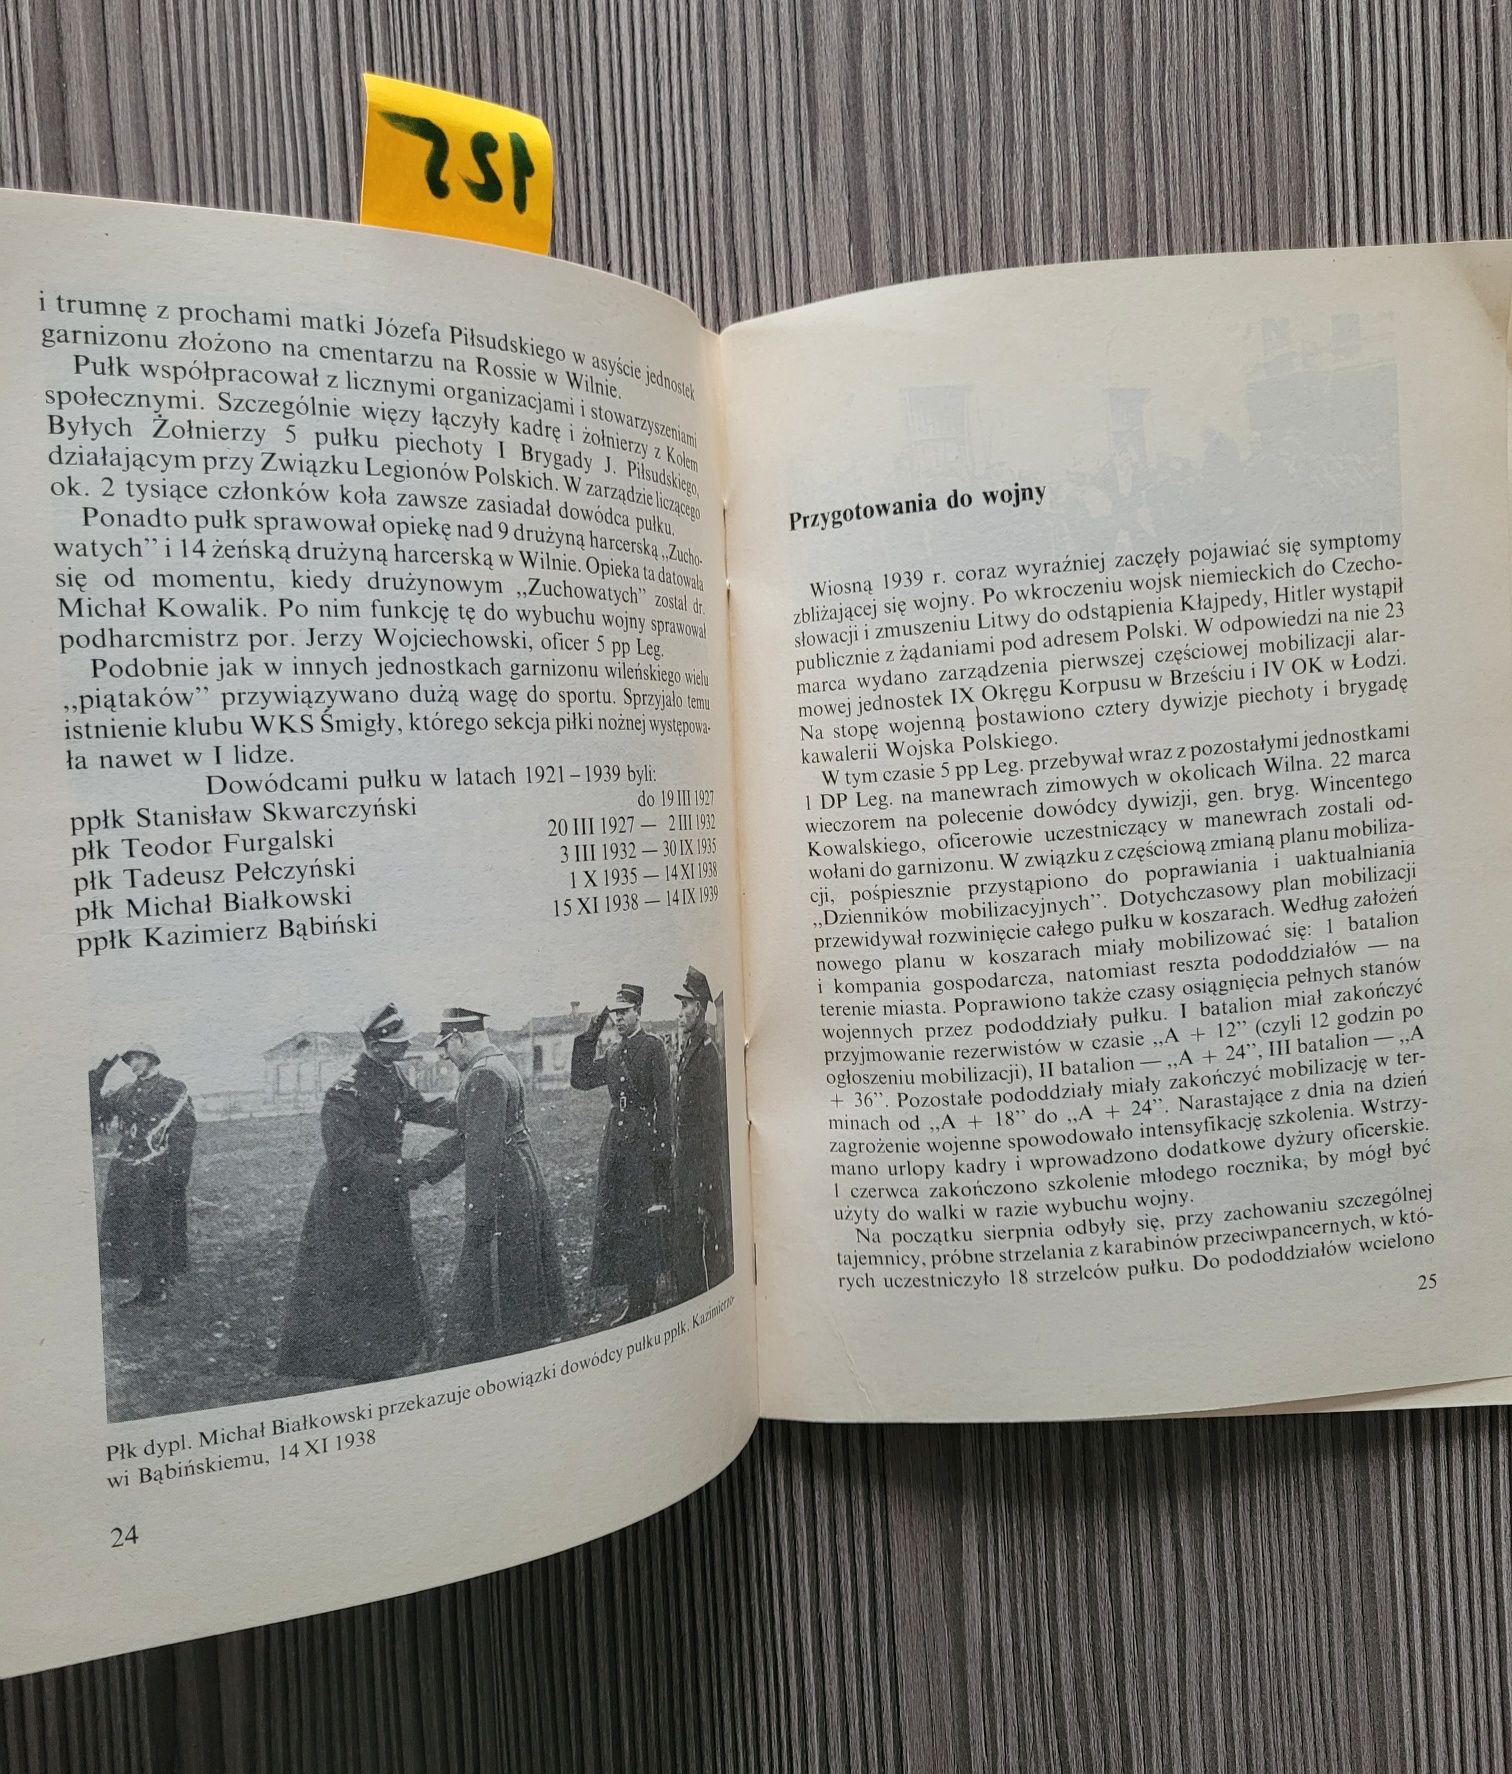 125
i trumnę z prochami matki Józefa Piłsudskiego w asyście jednostek
garnizonu złożono na cmentarzu na Rossie w Wilnie.
Pułk współpracował z licznymi organizacjami i stowarzyszeniami
społecznymi. Szczególnie więzy łączyły kadrę i żołnierzy z Kołem
Byłych Żołnierzy 5 pułku piechoty I Brygady J. Piłsudskiego,
działającym przy Związku Legionów Polskich. W zarządzie liczącego
ok. 2 tysiące członków koła zawsze zasiadał dowódca pułku.
Ponadto pułk sprawował opiekę nad 9 drużyną harcerską „Zucho-
watych” i 14 żeńską drużyną harcerską w Wilnie. Opieka ta datowała
się od momentu, kiedy drużynowym „Zuchowatych” został dr.
Michał Kowalik. Po nim funkcję tę do wybuchu wojny sprawował
podharcmistrz por. Jerzy Wojciechowski, oficer 5 pp Leg.
Podobnie jak w innych jednostkach garnizonu wileńskiego wielu
„piątaków” przywiązywano dużą wagę do sportu. Sprzyjało temu
istnienie klubu WKS Śmigły, którego sekcja piłki nożnej występowa-
ła nawet w I lidze.
Dowódcami pułku w latach 1921–1939 byli:
ppłk Stanisław Skwarczyński do 19 III 1927
płk Teodor Furgalski 20 III 1927 — 2 III 1932
płk Tadeusz Pełczyński 3 III 1932 — 30 IX 1935
płk Michał Białkowski 1 X 1935 — 14 XI 1938
ppłk Kazimierz Bąbiński 15 XI 1938 — 14 IX 1939
Płk dypl. Michał Białkowski przekazuje obowiązki dowódcy pułku ppłk. Kazimierzo-
wi Bąbińskiemu, 14 XI 1938
24
Przygotowania do wojny
Wiosną 1939 r. coraz wyraźniej zaczęły pojawiać się symptomy
zbliżającej się wojny. Po wkroczeniu wojsk niemieckich do Czecho-
słowacji i zmuszeniu Litwy do odstąpienia Kłajpedy, Hitler wystąpił
publicznie z żądaniami pod adresem Polski. W odpowiedzi na nie 23
marca wydano zarządzenia pierwszej częściowej mobilizacji alar-
mowej jednostek IX Okręgu Korpusu w Brześciu i IV OK w Łodzi.
Na stopę wojenną postawiono cztery dywizje piechoty i brygadę
kawalerii Wojska Polskiego.
W tym czasie 5 pp Leg. przebywał wraz z pozostałymi jednostkami
1 DP Leg. na manewrach zimowych w okolicach Wilna. 22 marca
wieczorem na polecenie dowódcy dywizji, gen. bryg. Wincentego
Kowalskiego, oficerowie uczestniczący w manewrach zostali od-
wołani do garnizonu. W związku z częściową zmianą planu mobiliza-
cji, pośpiesznie przystąpiono do poprawiania i uaktualniania
„Dzienników mobilizacyjnych”. Dotychczasowy plan mobilizacji
przewidywał rozwinięcie całego pułku w koszarach. Według założeń
nowego planu w koszarach miały mobilizować się: 1 batalion
i kompania gospodarcza, natomiast reszta pododdziałów — na
terenie miasta. Poprawiono także czasy osiągnięcia pełnych stanów
wojennych przez pododdziały pułku. I batalion miał zakończyć
przyjmowanie rezerwistów w czasie „A + 12” (czyli 12 godzin po
ogłoszeniu mobilizacji), II batalion — „A + 24”, III batalion — „A
+ 36”. Pozostałe pododdziały miały zakończyć mobilizację w ter-
minach od „A + 18” do „A + 24”. Narastające z dnia na dzień
zagrożenie wojenne spowodowało intensyfikację szkolenia. Wstrzy-
mano urlopy kadry i wprowadzono dodatkowe dyżury oficerskie.
1 czerwca zakończono szkolenie młodego rocznika, by mógł być
użyty do walki w razie wybuchu wojny.
Na początku sierpnia odbyły się, przy zachowaniu szczególnej
tajemnicy, próbne strzelania z karabinów przeciwpancernych, w któ-
rych uczestniczyło 18 strzelców pułku. Do pododdziałów wcielono
25